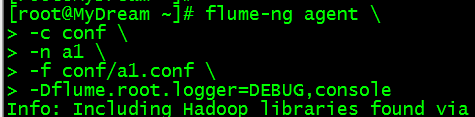 [root@MyDream ~]# flume-ng agent \
> -c conf \
> -n a1 \
> -f conf/a1.conf \
> -Dflume.root.logger=DEBUG,console
Info: Including Hadoop libraries found via